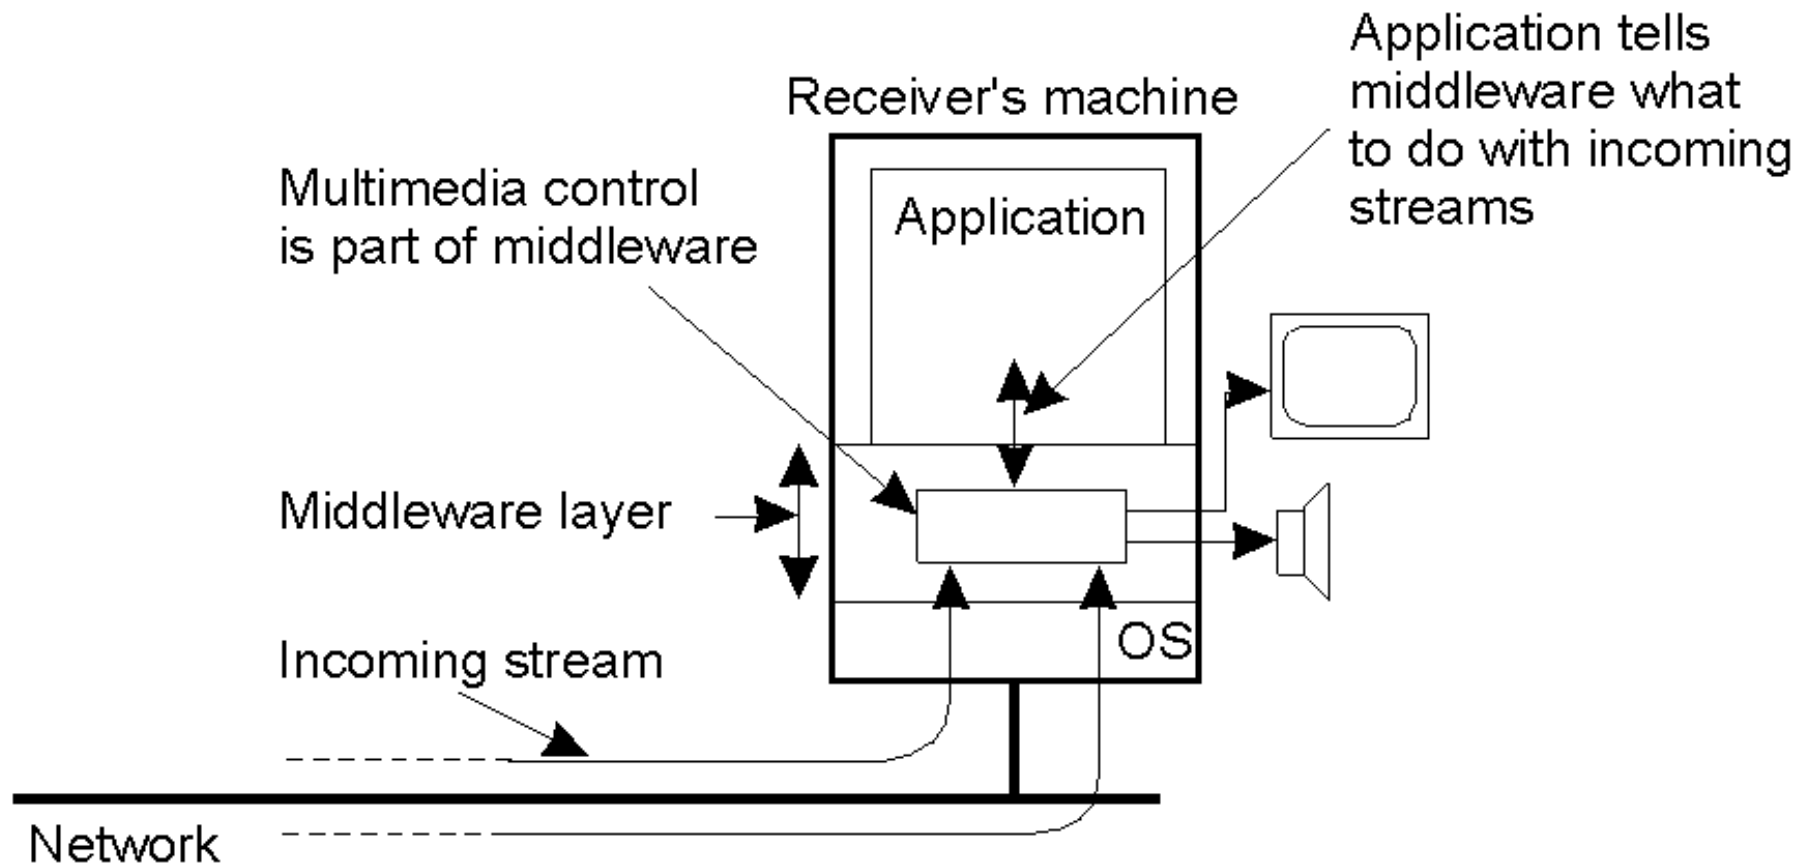 Receiver's machine
Application tells
middleware what
to do with incoming
streams
Multimedia control
is part of middleware
Application
Middleware layer
OS
Incoming stream
Network